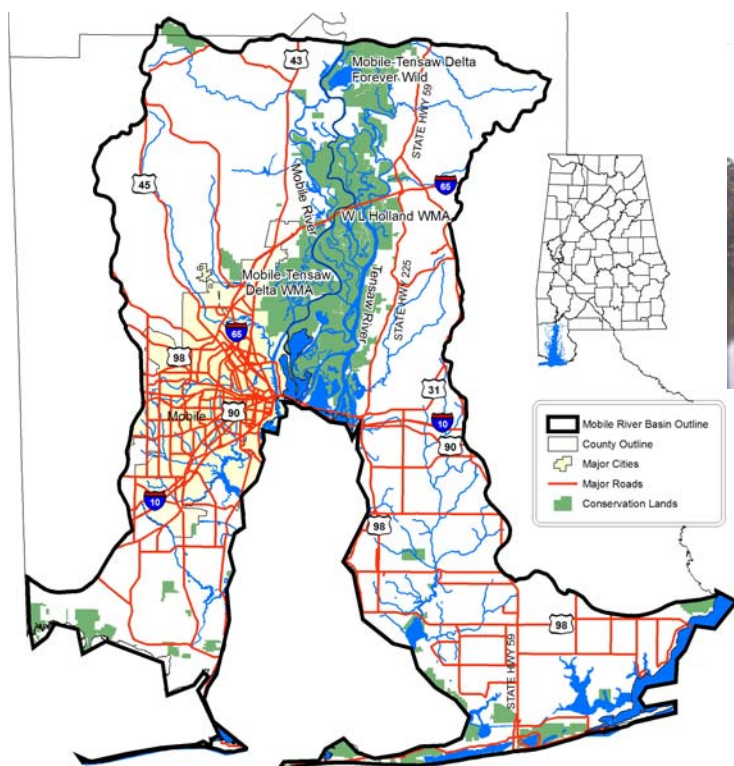 43
Mobile-Tensaw Delta
Forever Wild
STATE HWY 59
45
Mobile River
65
W L Holland WMA
Mobile-Tensaw
Delta WMA
Tensaw River
STATE HWY 225
65
98
31
Mobile
90
10
90
10
98
98
STATE HWY 59
Mobile River Basin Outline
County Outline
Major Cities
Major Roads
Conservation Lands